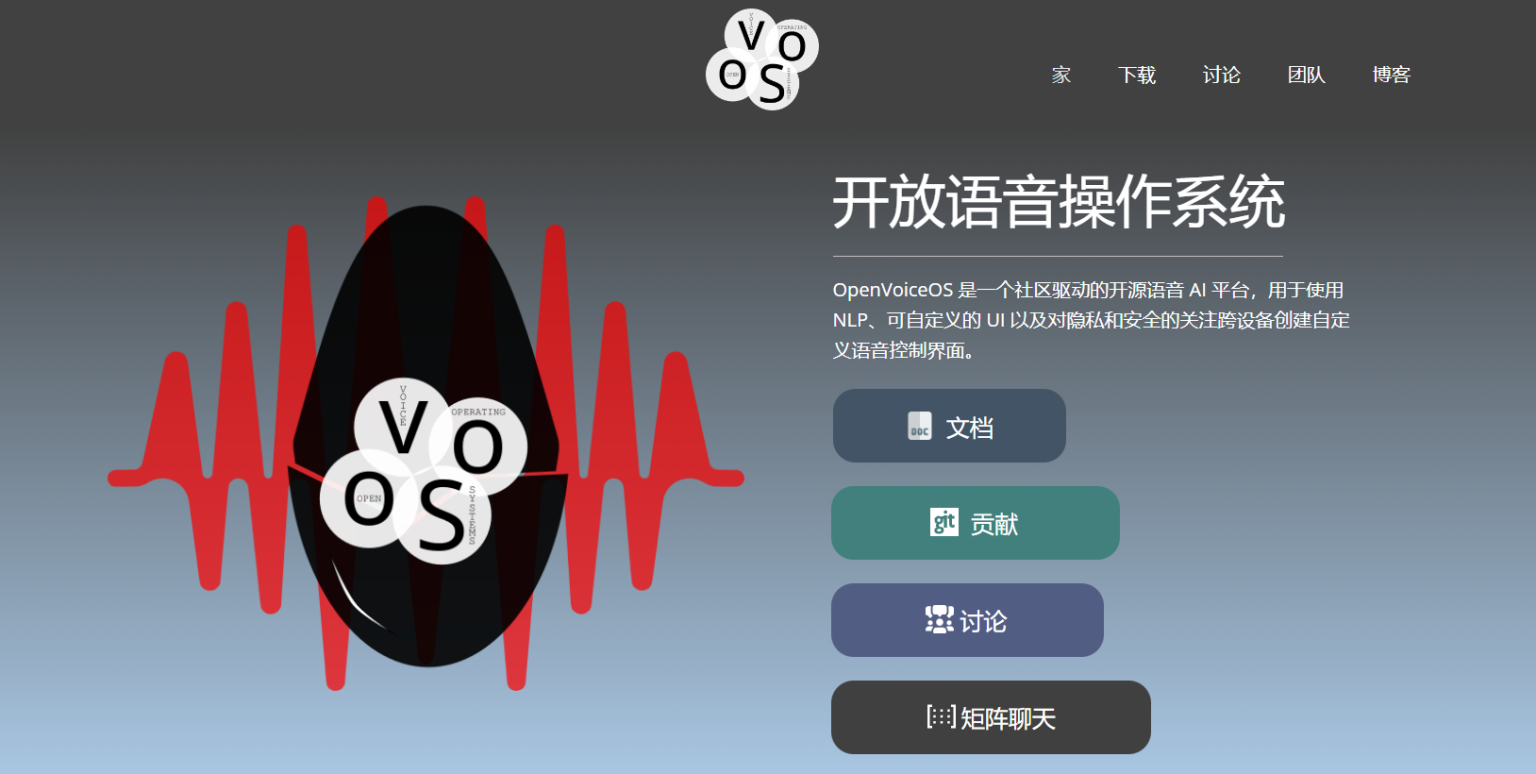 VOICE
V
OPERATING
O
OPEN
O
S
家
下载
讨论
团队
博客
开放语音操作系统
OpenVoiceOS 是一个社区驱动的开源语音 AI 平台，用于使用
NLP、可自定义的 UI 以及对隐私和安全的关注跨设备创建自定
义语音控制界面。
VOICE
V
OPERATING
O
OPEN
O
S
SYSTEMS
DOC
文档
git
贡献
讨论
[:::] 矩阵聊天